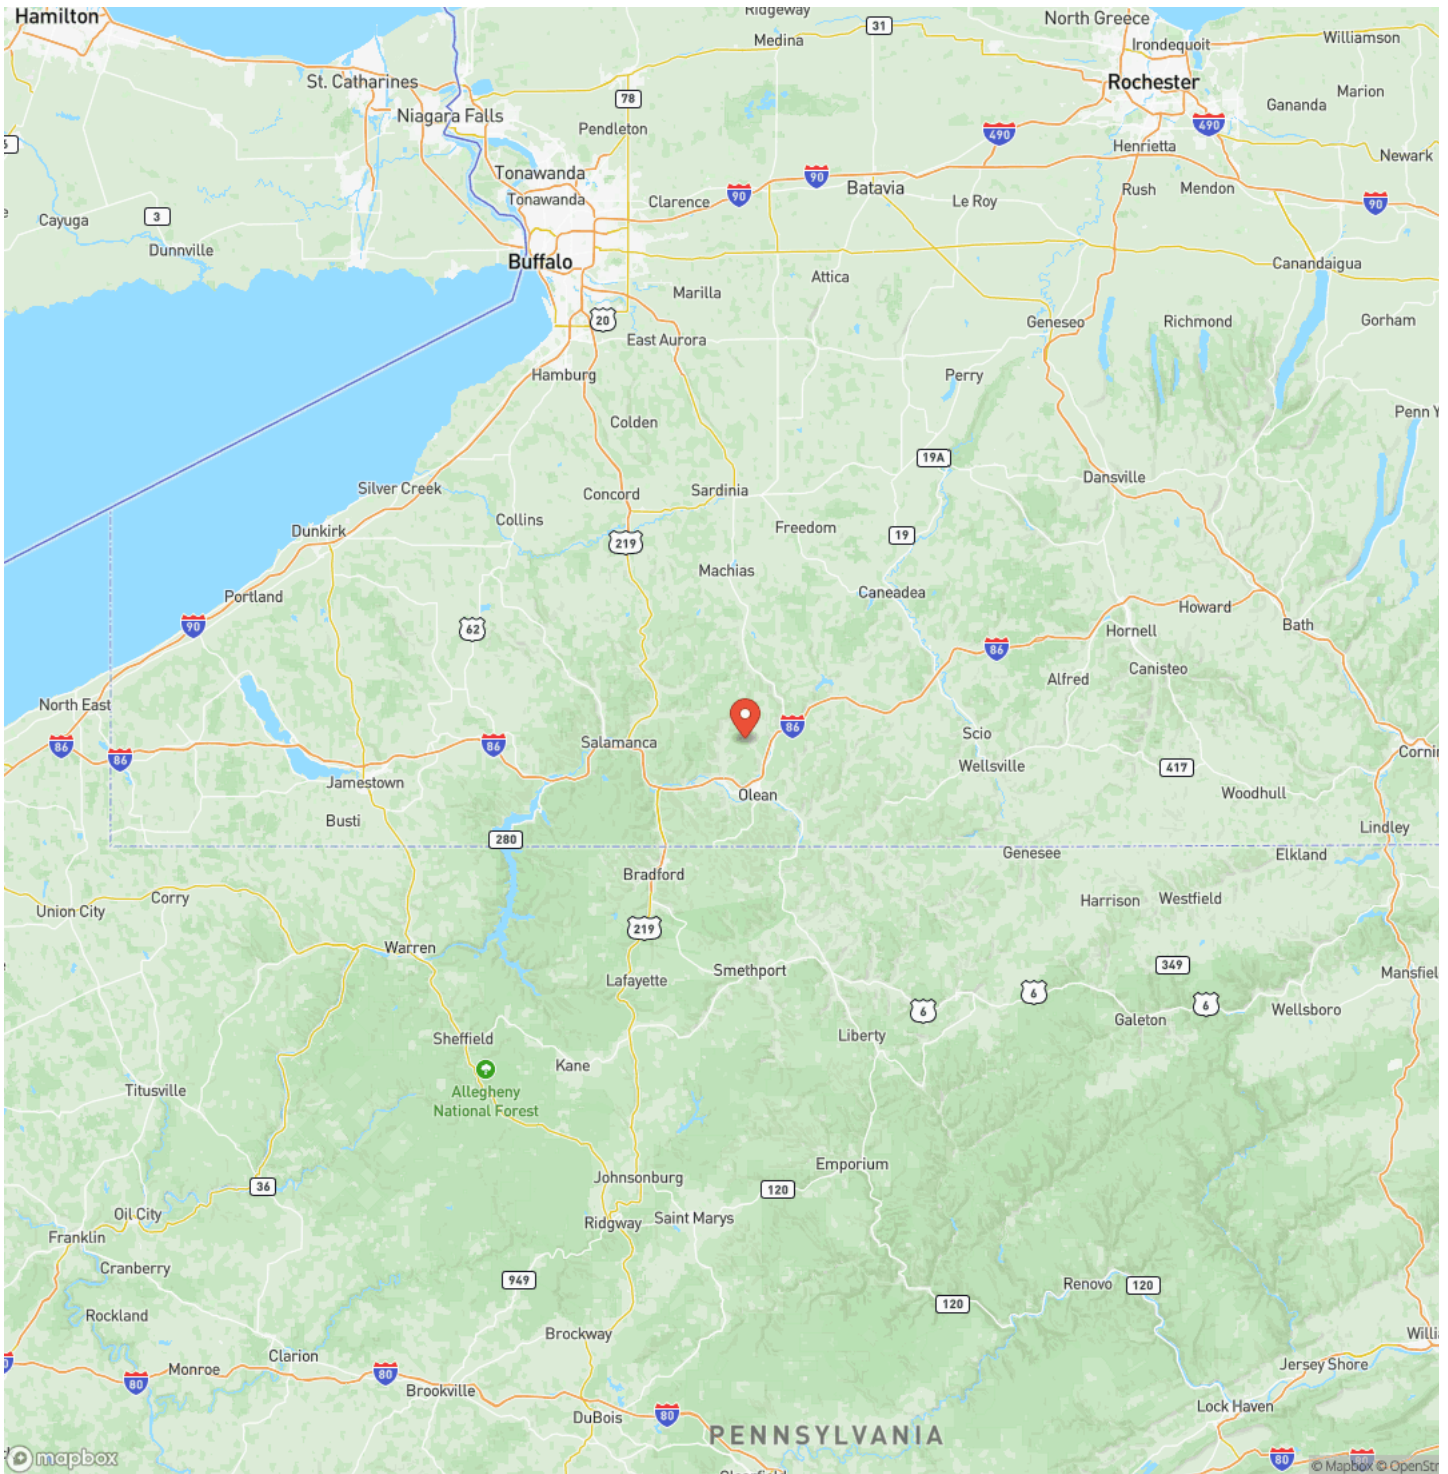 Hamilton
Ridgeway
31
North Greece
Medina
Irondequoit
Williamson
St. Catharines
Rochester
Marion
78
Gananda
Niagara Falls
Pendleton
490
490
Henrietta
Newark
Tonawanda
90
90
Batavia
Rush
Mendon
Tonawanda
Clarence
Le Roy
90
Cayuga
3
Dunnville
Buffalo
Canandaigua
Attica
Marilla
20
Geneseo
Richmond
Gorham
East Aurora
Hamburg
Perry
Penn Y
Colden
19A
Dansville
Silver Creek
Concord
Sardinia
Collins
Freedom
Dunkirk
219
19
Machias
Caneadea
Portland
Howard
90
62
Hornell
Bath
86
Canisteo
Alfred
North East
86
Salamanca
86
86
86
Scio
Cornin
Wellsville
417
Jamestown
Olean
Woodhull
Busti
280
Lindley
Genesee
Elkland
Bradford
Corry
Harrison
Westfield
Union City
219
Warren
Smethport
349
Mansfiel
Lafayette
6
6
6
Wellsboro
Galeton
Sheffield
Liberty
Kane
Titusville
Allegheny
National Forest
Emporium
Johnsonburg
36
120
Oil City
Ridgway
Saint Marys
Franklin
Cranberry
949
Renovo
120
120
Rockland
Brockway
Willi
Clarion
Jersey Shore
Monroe
80
80
Brookville
Lock Haven
DuBois
80
PENNSYLVANIA
80
mapbox
© Mapbox © OpenStr